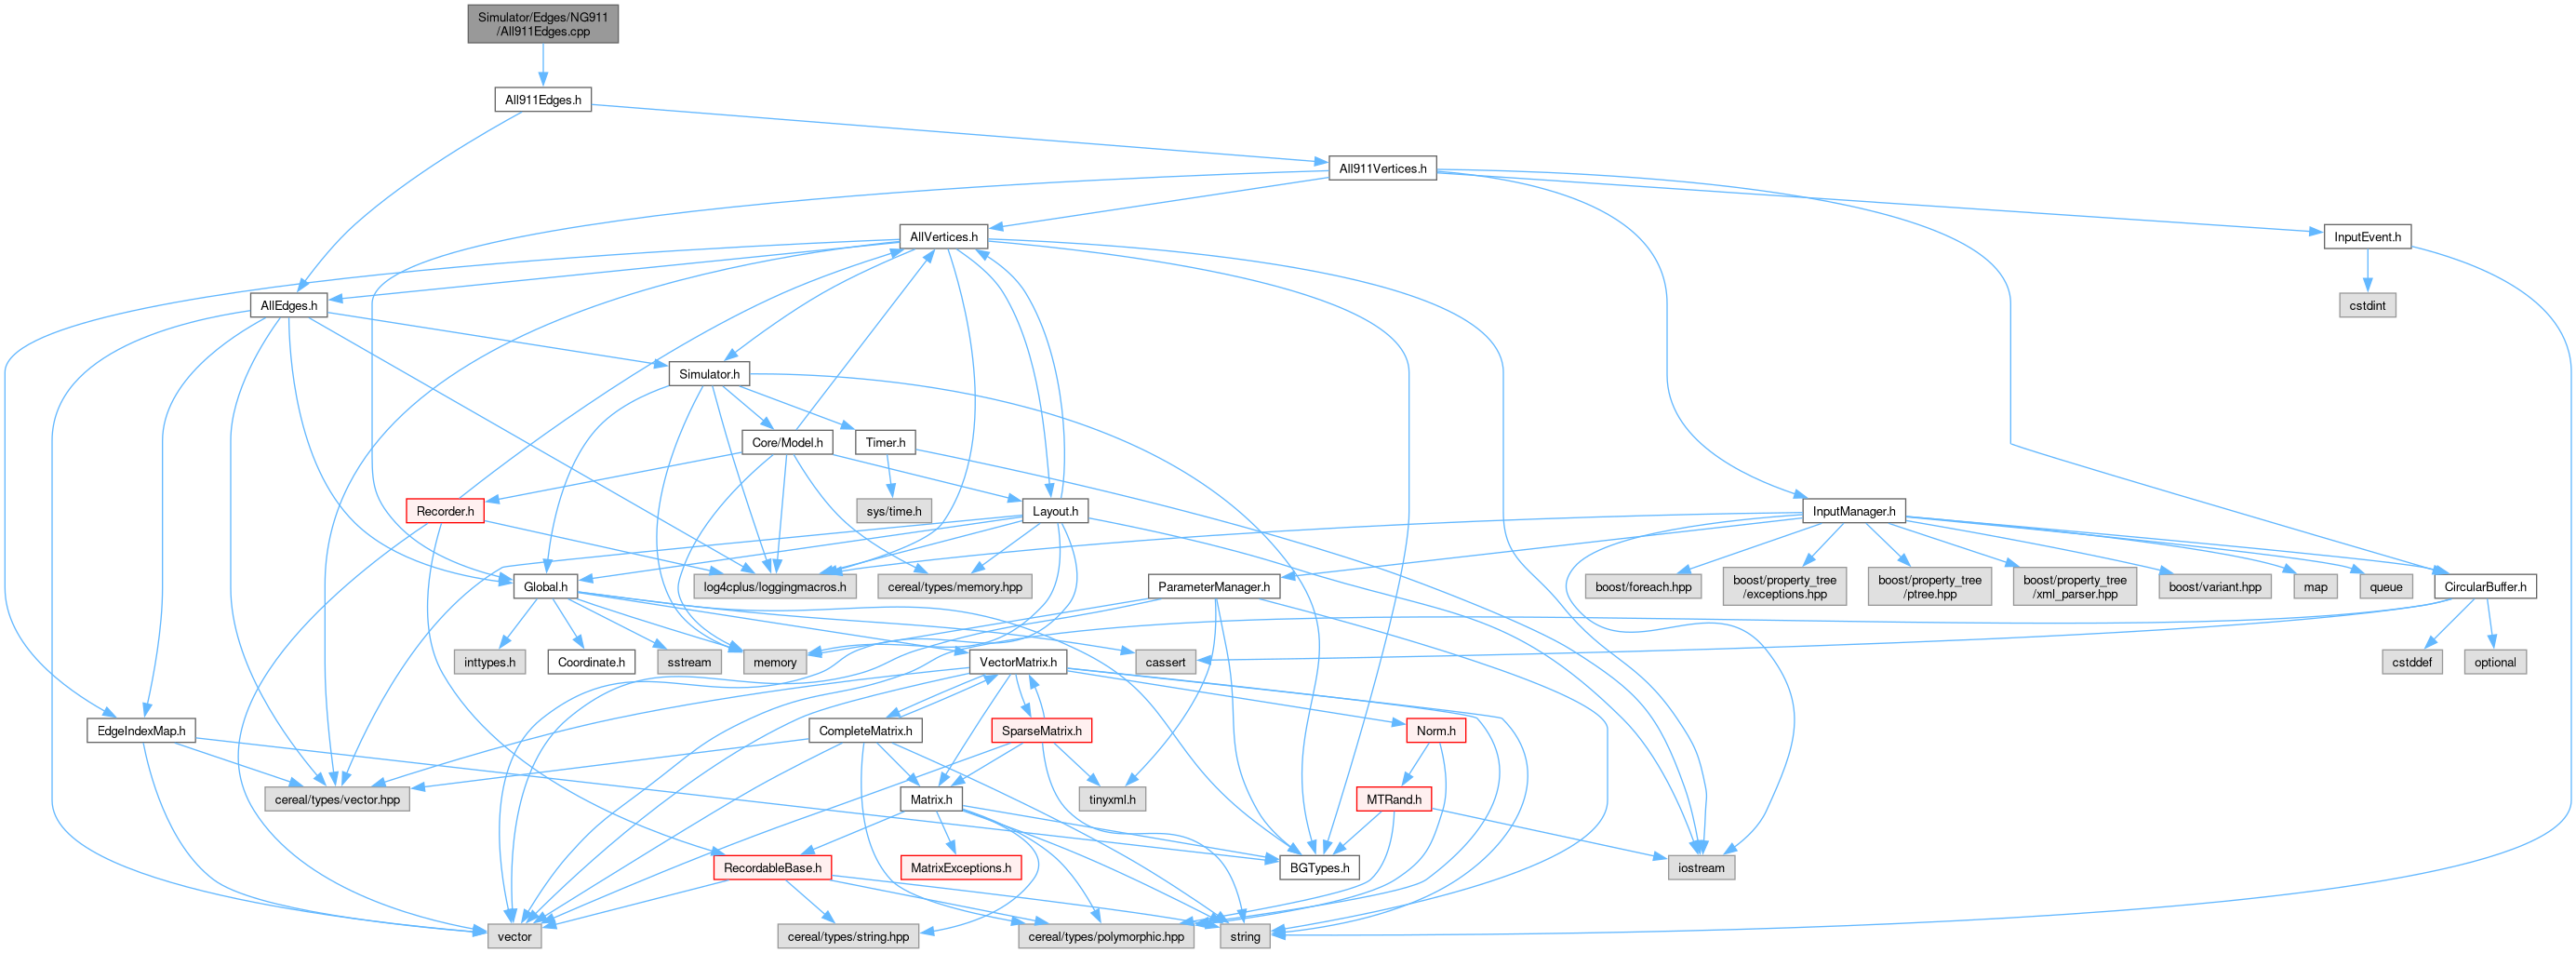 Simulator/Edges/NG911
/All911Edges.cpp
All911Edges.h
All911Vertices.h
AllVertices.h
InputEvent.h
AllEdges.h
cstdint
Simulator.h
Core/Model.h
Timer.h
Recorder.h
sys/time.h
Layout.h
InputManager.h
Global.h
log4cplus/loggingmacros.h
cereal/types/memory.hpp
ParameterManager.h
boost/foreach.hpp
boost/property_tree
/exceptions.hpp
boost/property_tree
/ptree.hpp
boost/property_tree
/xml_parser.hpp
boost/variant.hpp
map
queue
CircularBuffer.h
inttypes.h
Coordinate.h
sstream
memory
VectorMatrix.h
cassert
cstddef
optional
EdgeIndexMap.h
CompleteMatrix.h
SparseMatrix.h
Norm.h
cereal/types/vector.hpp
Matrix.h
tinyxml.h
MTRand.h
RecordableBase.h
MatrixExceptions.h
BGTypes.h
iostream
vector
cereal/types/string.hpp
cereal/types/polymorphic.hpp
string